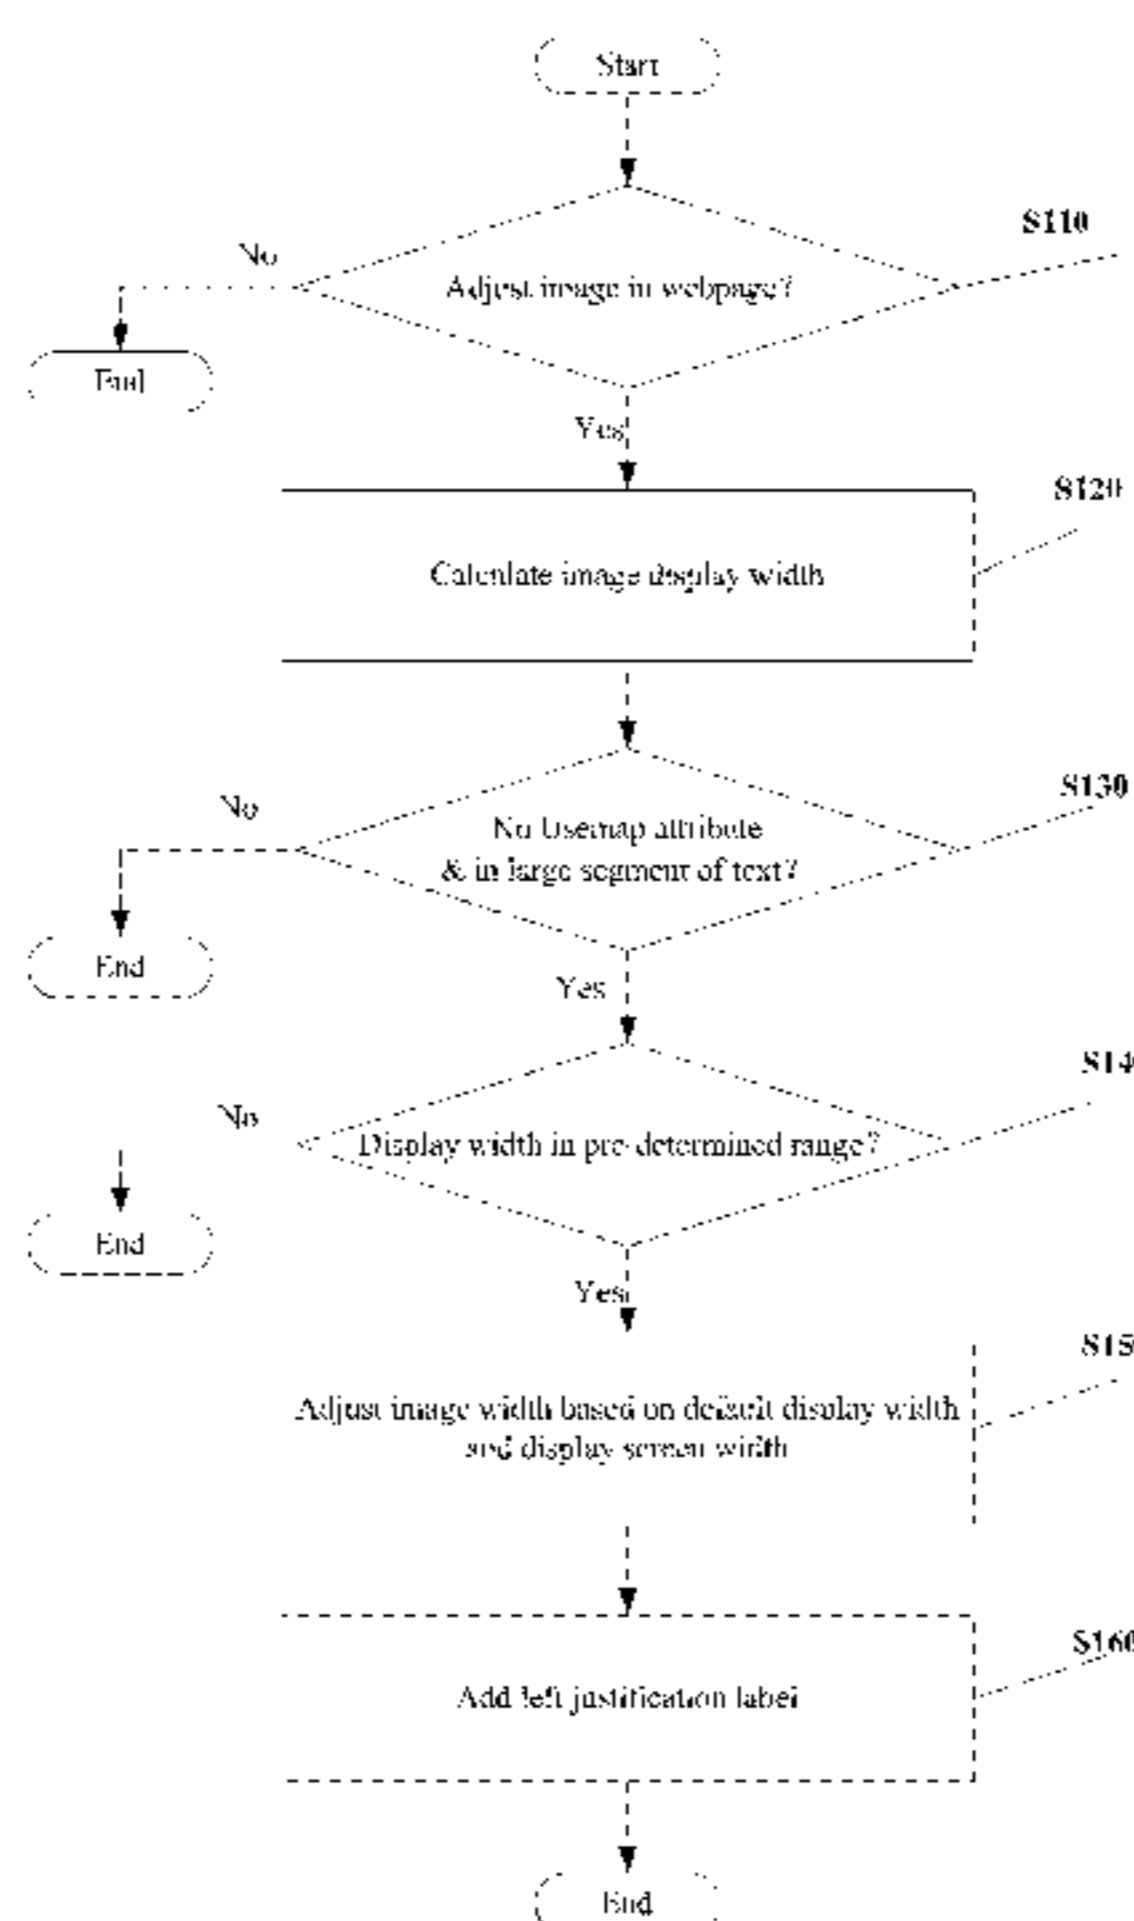 Start
S110
No
Adjust image in webpage?
End
Yes
S120
Calculate image display width
S130
No
No Usemap attribute
& in large segment of text?
End
Yes
S14
No
Display width in pre-determined range?
End
Yes
S15
Adjust image width based on default display width
and display screen width
S160
Add left justification label
End